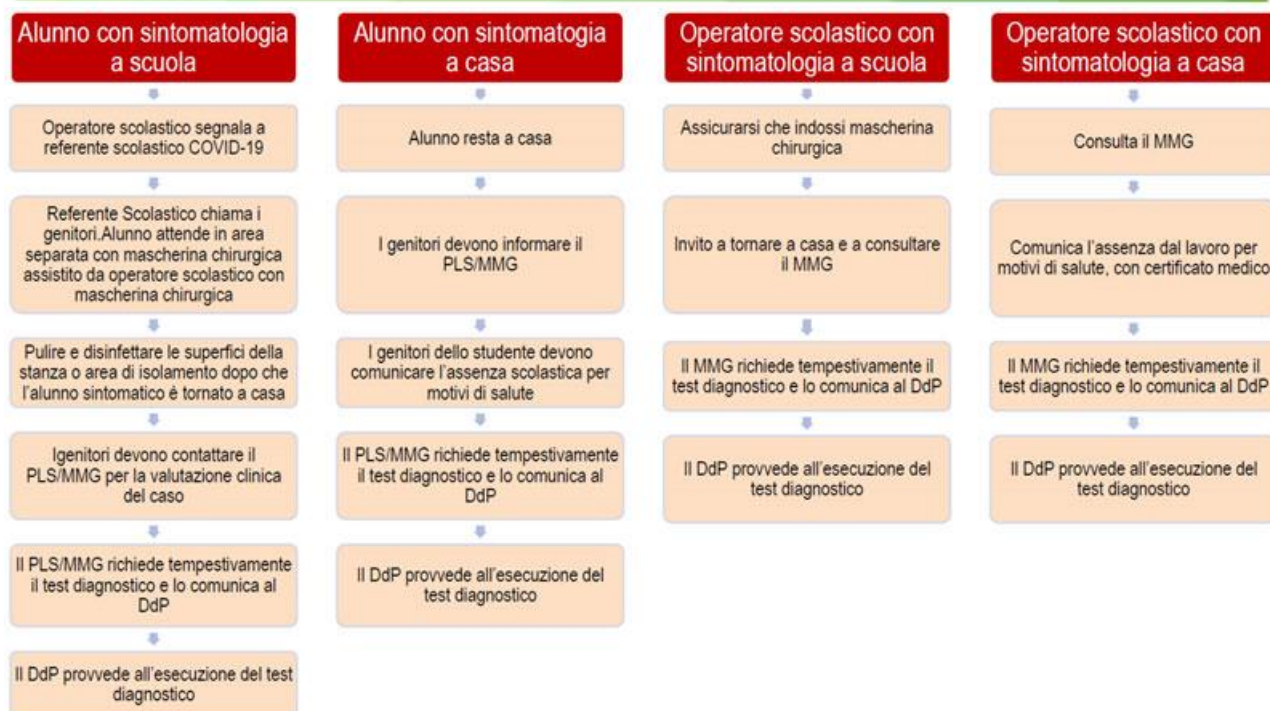 Alunno con sintomatologia
a scuola
Operatore scolastico segnala a
referente scolastico COVID-19
Referente Scolastico chiama i
genitori.Alunno attende in area
separata con mascherina chirurgica
assistito da operatore scolastico con
mascherina chirurgica
Pulire e disinfettare le superfici della
stanza o area di isolamento dopo che
l'alunno sintomatico è tornato a casa
Igenitori devono contattare il
PLS/MMG per la valutazione clinica
del caso
Il PLS/MMG richiede tempestivamente
il test diagnostico e lo comunica al
DdP
Il DdP provvede all'esecuzione del test
diagnostico
Alunno con sintomatogia
a casa
Alunno resta a casa
I genitori devono informare il
PLS/MMG
I genitori dello studente devono
comunicare l'assenza scolastica per
motivi di salute
Il PLS/MMG richiede tempestivamente
il test diagnostico e lo comunica al
DdP
Il DdP provvede all'esecuzione del
test diagnostico
Operatore scolastico con
sintomatologia a scuola
Assicurarsi che indossi mascherina
chirurgica
Invito a tornare a casa e a consultare
il MMG
Il MMG richiede tempestivamente il
test diagnostico e lo comunica al DdP
Il DdP provvede all'esecuzione del
test diagnostico
Operatore scolastico con
sintomatologia a casa
Consulta il MMG
Comunica l'assenza dal lavoro per
motivi di salute, con certificato medico
Il MMG richiede tempestivamente il
test diagnostico e lo comunica al DdP
Il DdP provvede all'esecuzione del
test diagnostico